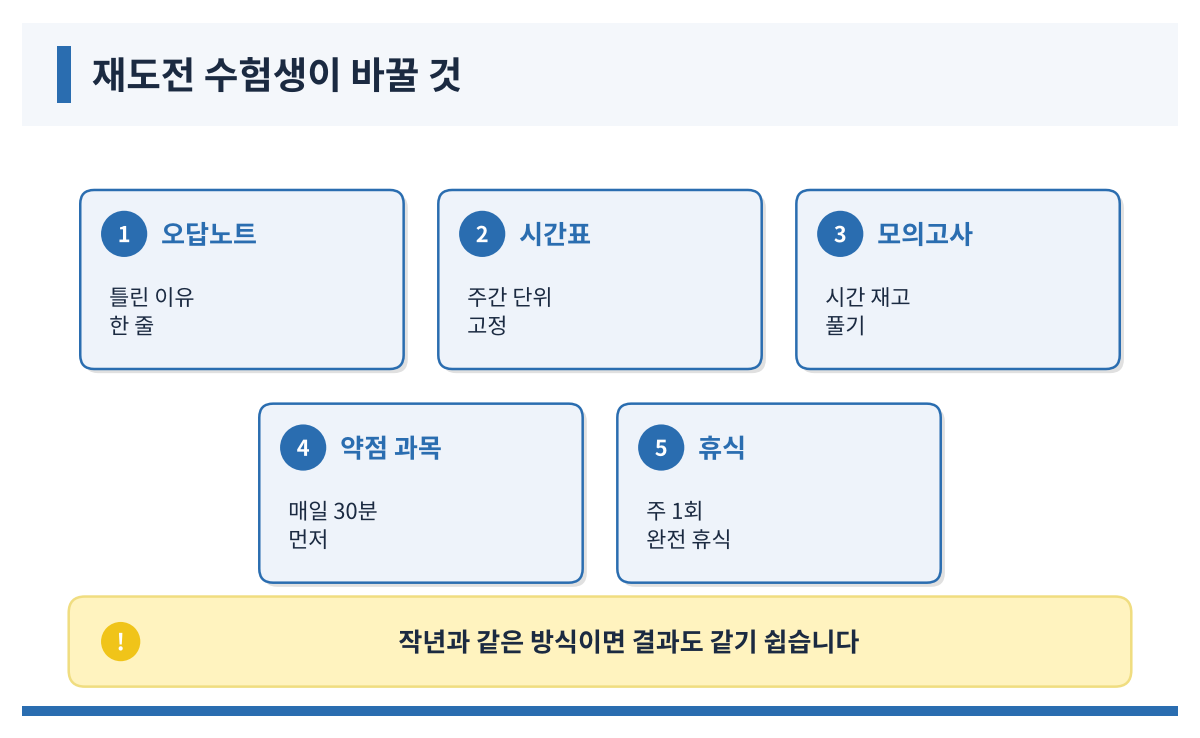 재도전 수험생이 바꿀 것
1 오답노트
틀린 이유
한 줄
2 시간표
주간 단위
고정
3 모의고사
시간 재고
풀기
4 약점 과목
매일 30분
먼저
5 휴식
주 1회
완전 휴식
! 작년과 같은 방식이면 결과도 같기 쉽습니다